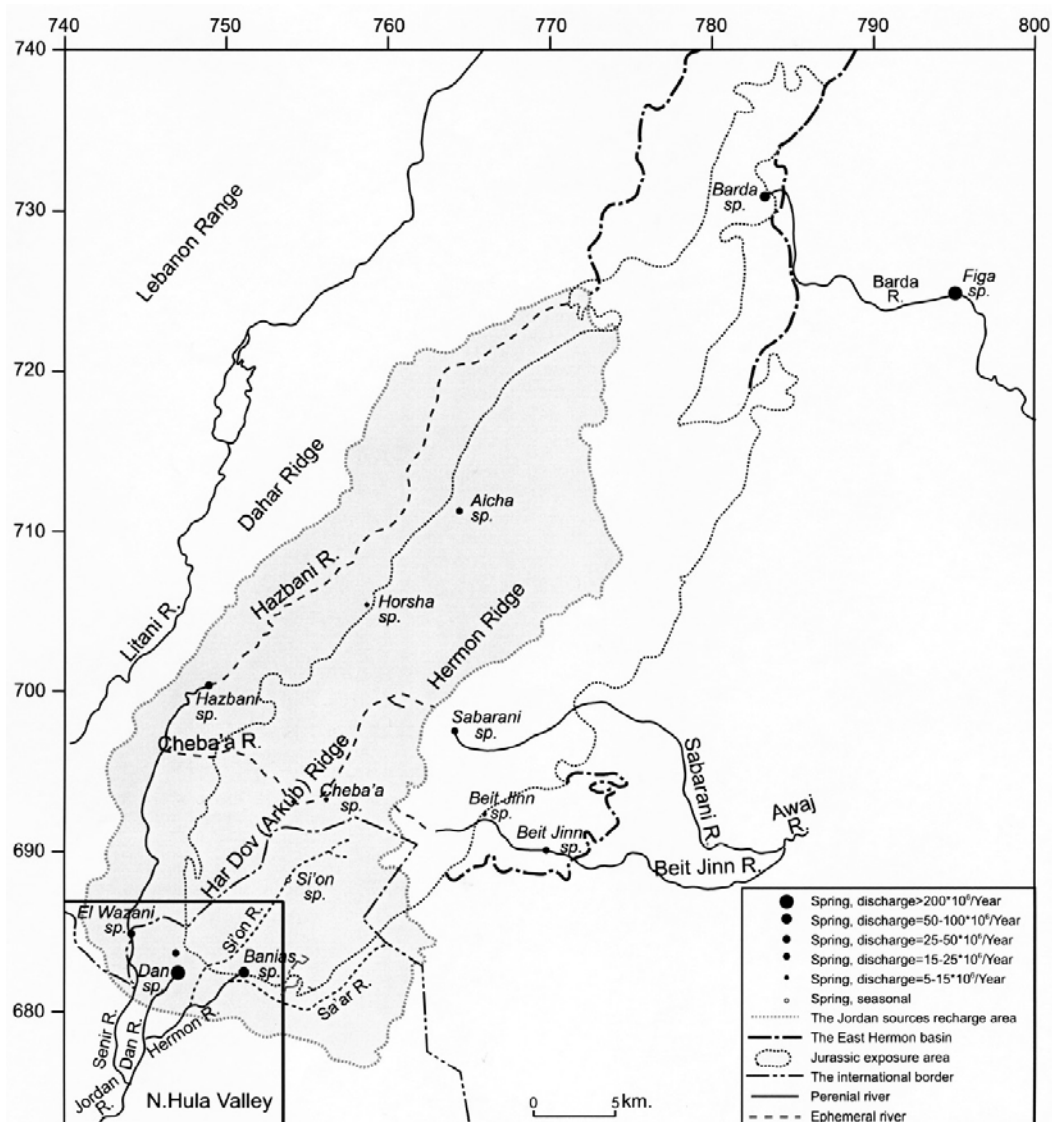 740 750 760 770 780 790 800
740
730
720
710
700
690
680
Lebanon Range
Barda
sp.
Barda
R.
Figa
sp.
Dahar Ridge
Aicha
sp.
Hazbani R.
Horsha
sp.
Litani R.
Hermon Ridge
Hazbani
sp.
Cheba'a R.
Sabarani
sp.
Sabarani R.
Har Dov (Arkub) Ridge
Cheba'a
sp.
Beit Jinn
sp.
Beit Jinn
sp.
Awaj
R.
Beit Jinn R.
Si'on
sp.
Si'on R.
El Wazani
sp.
Dan
sp.
Banias
sp.
Sa'ar R.
Hermon R.
Senir R.
Dan R.
Jordan
R.
N.Hula Valley
0 5 km.
Spring, discharge>200*10⁶/Year
Spring, discharge=50-100*10⁶/Year
Spring, discharge=25-50*10⁶/Year
Spring, discharge=15-25*10⁶/Year
Spring, discharge=5-15*10⁶/Year
Spring, seasonal
The Jordan sources recharge area
The East Hermon basin
Jurassic exposure area
The international border
Perenial river
Ephemeral river